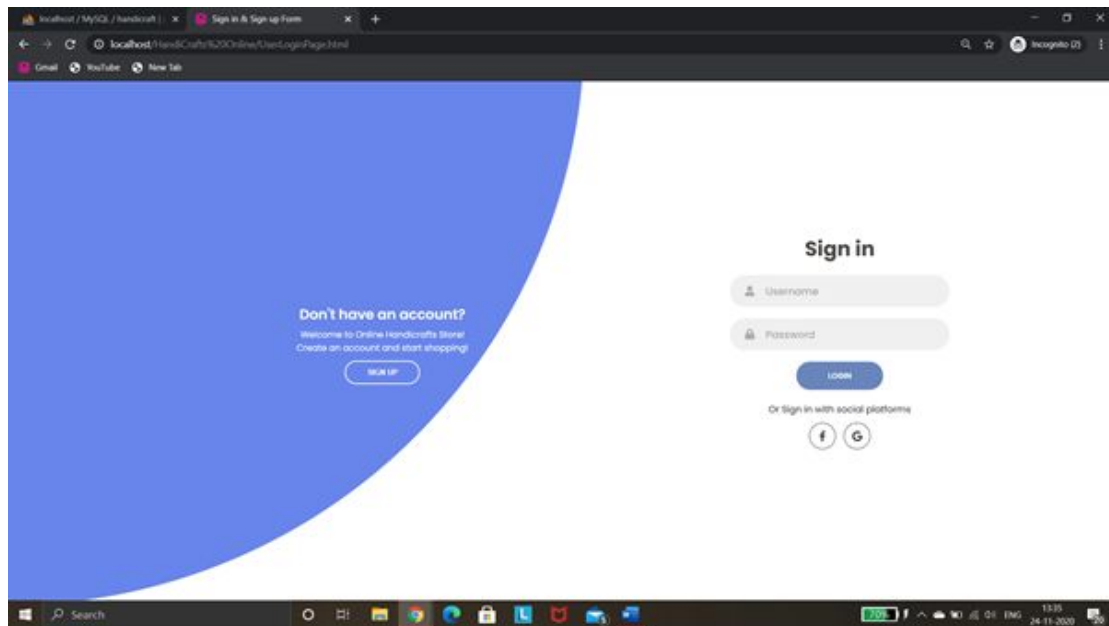 localhost / MySQL / handicraft |
Sign in & Sign up Form
localhost/HandiCrafts%20Online/UserLoginPage.html
Incognito (2)
Gmail
YouTube
New Tab
Sign in
Username
Don't have an account?
Welcome to Online Handicrafts Store!
Password
Create an account and start shopping!
SIGN UP
LOGIN
Or Sign in with social platforms
f
G
Search
70%
ENG
13:35
24-11-2020